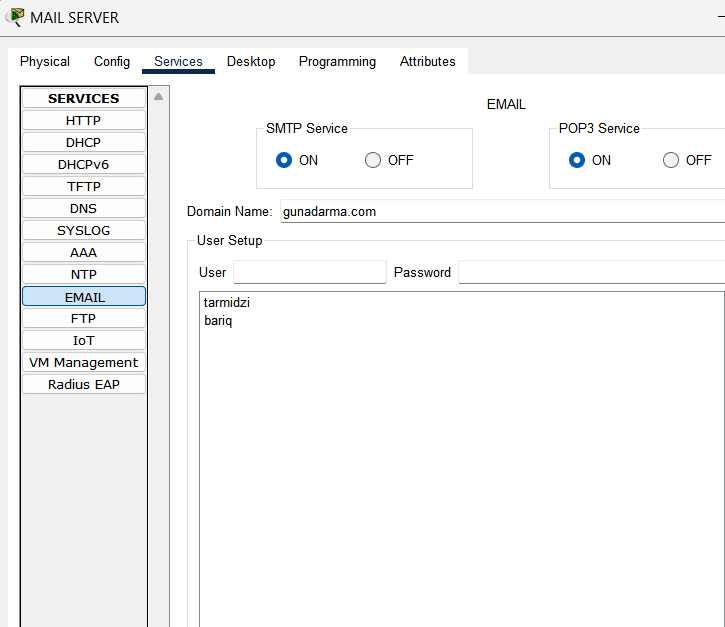 MAIL SERVER
Physical Config Services Desktop Programming Attributes
SERVICES
HTTP
DHCP
DHCPv6
TFTP
DNS
SYSLOG
AAA
NTP
EMAIL
FTP
IoT
VM Management
Radius EAP
EMAIL
SMTP Service
ON OFF
POP3 Service
ON OFF
Domain Name: gunadarma.com
User Setup
User Password
tarmidzi
bariq